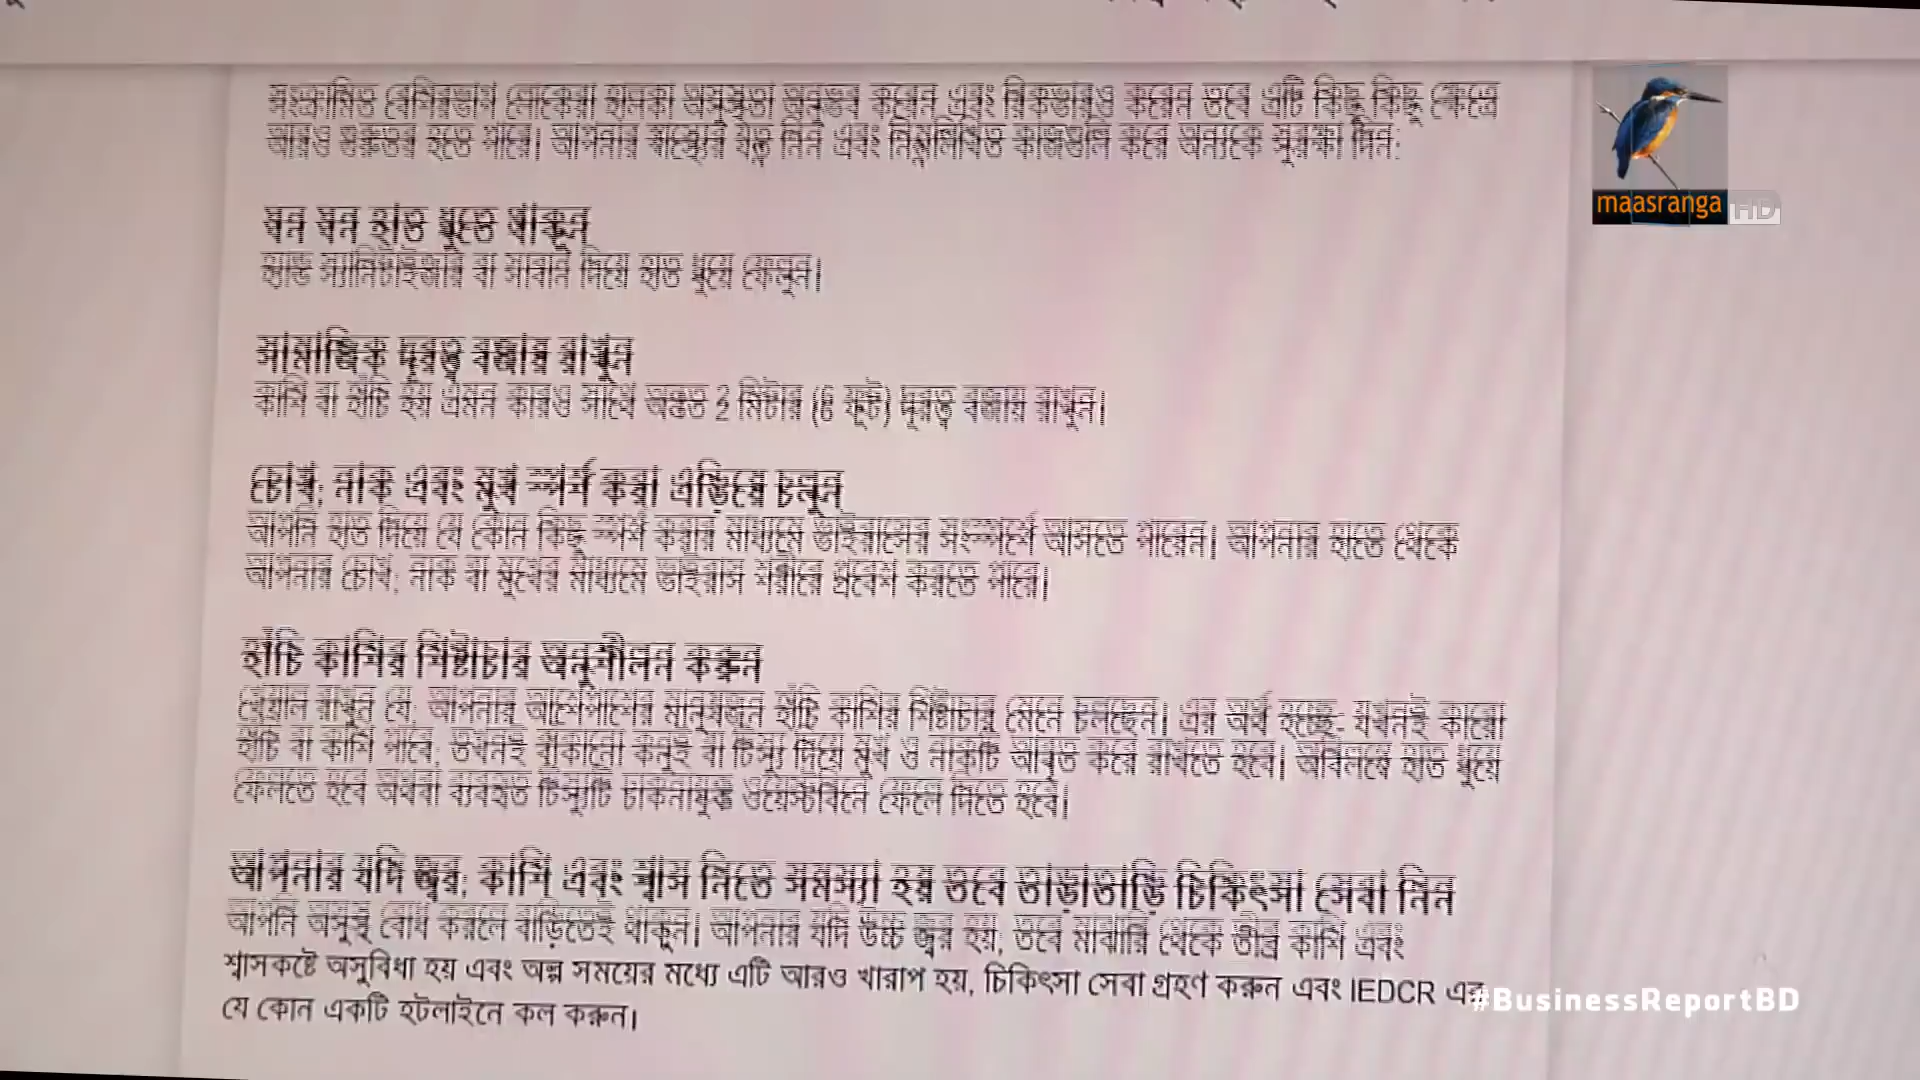 সংক্রামিত বেশিরভাগ লোকেরা হালকা অসুস্থতা অনুভব করেন এবং রিকভারও করেন তবে এটি কিছু কিছু ক্ষেত্রে
আরও গুরুতর হতে পারে। আপনার স্বাস্থ্যের যত্ন নিন এবং নিম্নলিখিত কাজগুলি করে অন্যকে সুরক্ষা দিন:
maasranga HD
ঘন ঘন হাত ধুতে থাকুন
হ্যান্ড স্যানিটাইজার বা সাবান দিয়ে হাত ধুয়ে ফেলুন।
সামাজিক দূরত্ব বজায় রাখুন
কাশি বা হাঁচি হয় এমন কারও সাথে অন্তত 2 মিটার (6 ফুট) দূরত্ব বজায় রাখুন।
চোখ, নাক এবং মুখ স্পর্শ করা এড়িয়ে চলুন
আপনি হাত দিয়ে যে কোন কিছু স্পর্শ করার মাধ্যমে ভাইরাসের সংস্পর্শে আসতে পারেন। আপনার হাতে থেকে
আপনার চোখ, নাক বা মুখের মাধ্যমে ভাইরাস শরীরে প্রবেশ করতে পারে।
হাঁচি কাশির শিষ্টাচার অনুশীলন করুন
খেয়াল রাখুন যে, আপনার আশেপাশের মানুষজন হাঁচি কাশির শিষ্টাচার মেনে চলছেন। এর অর্থ হচ্ছে- যখনই কারো
হাঁচি বা কাশি পাবে, তখনই বাকানো কনুই বা টিস্যু দিয়ে মুখ ও নাকটি আবৃত করে রাখতে হবে। অবিলম্বে হাত ধুয়ে
ফেলতে হবে অথবা ব্যবহৃত টিস্যুটি ঢাকনাযুক্ত ওয়েস্টবিনে ফেলে দিতে হবে।
আপনার যদি জ্বর, কাশি এবং শ্বাস নিতে সমস্যা হয় তবে তাড়াতাড়ি চিকিৎসা সেবা নিন
আপনি অসুস্থ বোধ করলে বাড়িতেই থাকুন। আপনার যদি উচ্চ জ্বর হয়, তবে মাঝারি থেকে তীব্র কাশি এবং
শ্বাসকষ্টে অসুবিধা হয় এবং অল্প সময়ের মধ্যে এটি আরও খারাপ হয়, চিকিৎসা সেবা গ্রহণ করুন এবং IEDCR এর
যে কোন একটি হটলাইনে কল করুন।
#BusinessReportBD